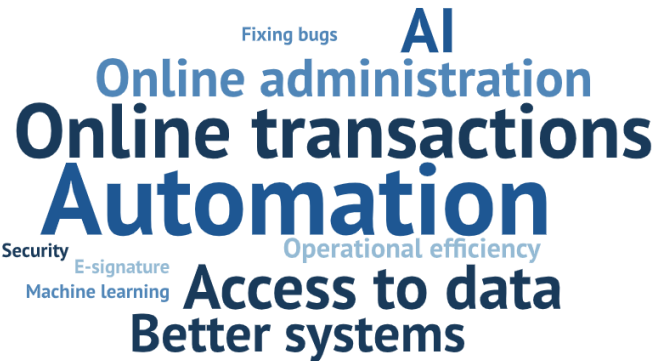 AI
Fixing bugs
Online administration
Online transactions
Automation
Security
Operational efficiency
E-signature
Machine learning
Access to data
Better systems